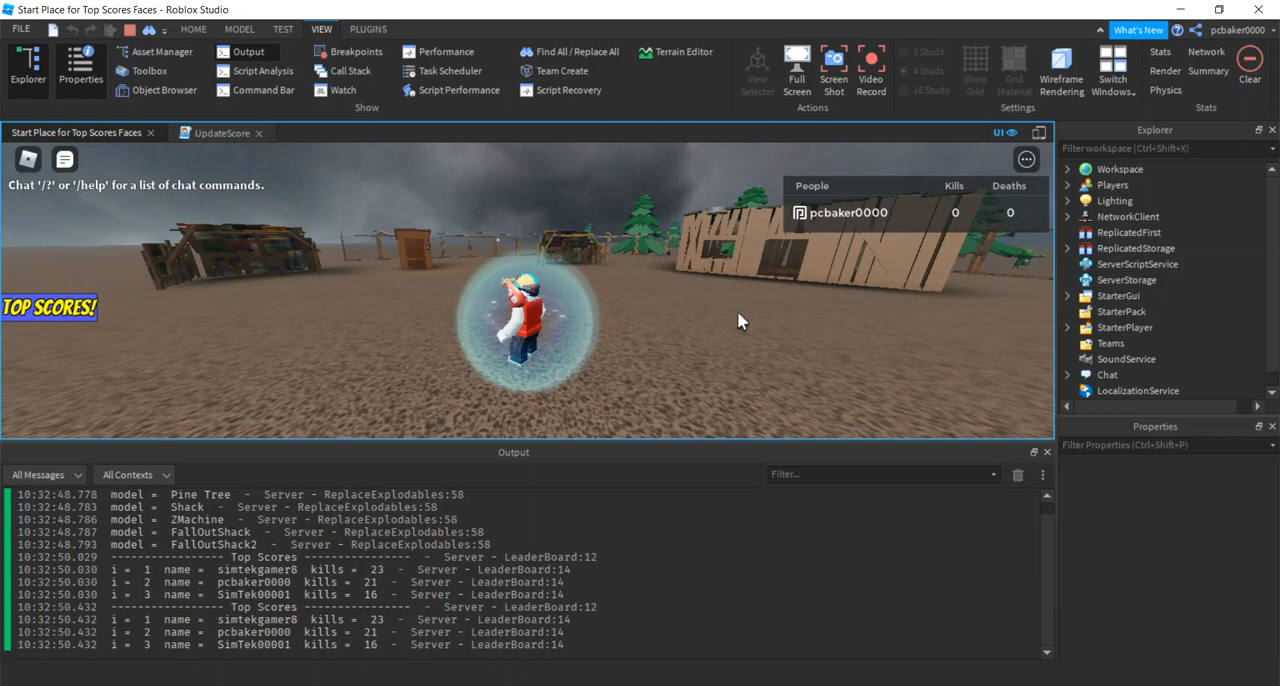 Start Place for Top Scores Faces - Roblox Studio
FILE HOME MODEL TEST VIEW PLUGINS What's New pcbaker0000
Explorer
Properties
Asset Manager
Toolbox
Object Browser
Output
Script Analysis
Command Bar
Breakpoints
Call Stack
Watch
Performance
Task Scheduler
Script Performance
Find All / Replace All
Team Create
Script Recovery
Terrain Editor
Show
View
Selector
Full
Screen
Screen
Shot
Video
Record
Actions
2 Studs
4 Studs
16 Studs
Show
Grid
Grid
Material
Wireframe
Rendering
Switch
Windows
Settings
Stats
Render
Physics
Network
Summary
Clear
Stats
Start Place for Top Scores Faces
UpdateScore
UI
Chat '/?' or '/help' for a list of chat commands.
People Kills Deaths
pcbaker0000 0 0
TOP SCORES!
Explorer
Filter workspace (Ctrl+Shift+X)
Workspace
Players
Lighting
NetworkClient
ReplicatedFirst
ReplicatedStorage
ServerScriptService
ServerStorage
StarterGui
StarterPack
StarterPlayer
Teams
SoundService
Chat
LocalizationService
Properties
Filter Properties (Ctrl+Shift+P)
Output
All Messages All Contexts Filter...
10:32:48.778 model = Pine Tree - Server - ReplaceExplodables:58
10:32:48.783 model = Shack - Server - ReplaceExplodables:58
10:32:48.786 model = ZMachine - Server - ReplaceExplodables:58
10:32:48.787 model = FallOutShack - Server - ReplaceExplodables:58
10:32:48.793 model = FallOutShack2 - Server - ReplaceExplodables:58
10:32:50.029 ----------------- Top Scores ---------------- - Server - LeaderBoard:12
10:32:50.030 i = 1 name = simtekgamer8 kills = 23 - Server - LeaderBoard:14
10:32:50.030 i = 2 name = pcbaker0000 kills = 21 - Server - LeaderBoard:14
10:32:50.030 i = 3 name = SimTek00001 kills = 16 - Server - LeaderBoard:14
10:32:50.432 ----------------- Top Scores ---------------- - Server - LeaderBoard:12
10:32:50.432 i = 1 name = simtekgamer8 kills = 23 - Server - LeaderBoard:14
10:32:50.432 i = 2 name = pcbaker0000 kills = 21 - Server - LeaderBoard:14
10:32:50.432 i = 3 name = SimTek00001 kills = 16 - Server - LeaderBoard:14